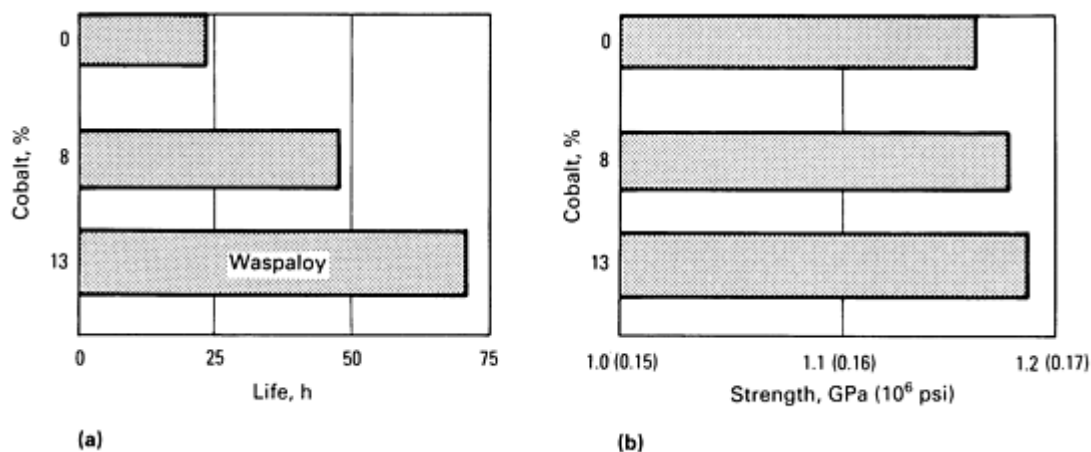 0
8
13
Cobalt, %
Waspaloy
0 25 50 75
Life, h
(a)
0
8
13
Cobalt, %
1.0 (0.15) 1.1 (0.16) 1.2 (0.17)
Strength, GPa (10⁶ psi)
(b)